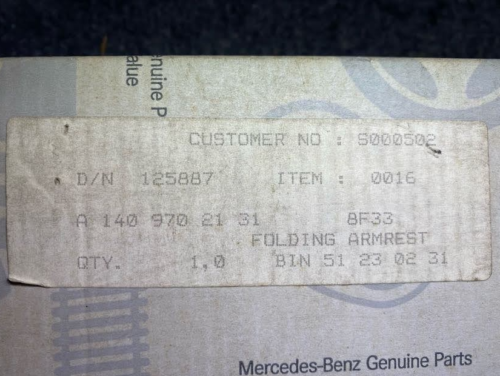 nuine P
alue
CUSTOMER NO : S000502
D/N 125887 ITEM : 0016
A 140 970 21 31 8F33
FOLDING ARMREST
QTY. 1,0 BIN 51 23 02 31
Mercedes-Benz Genuine Parts